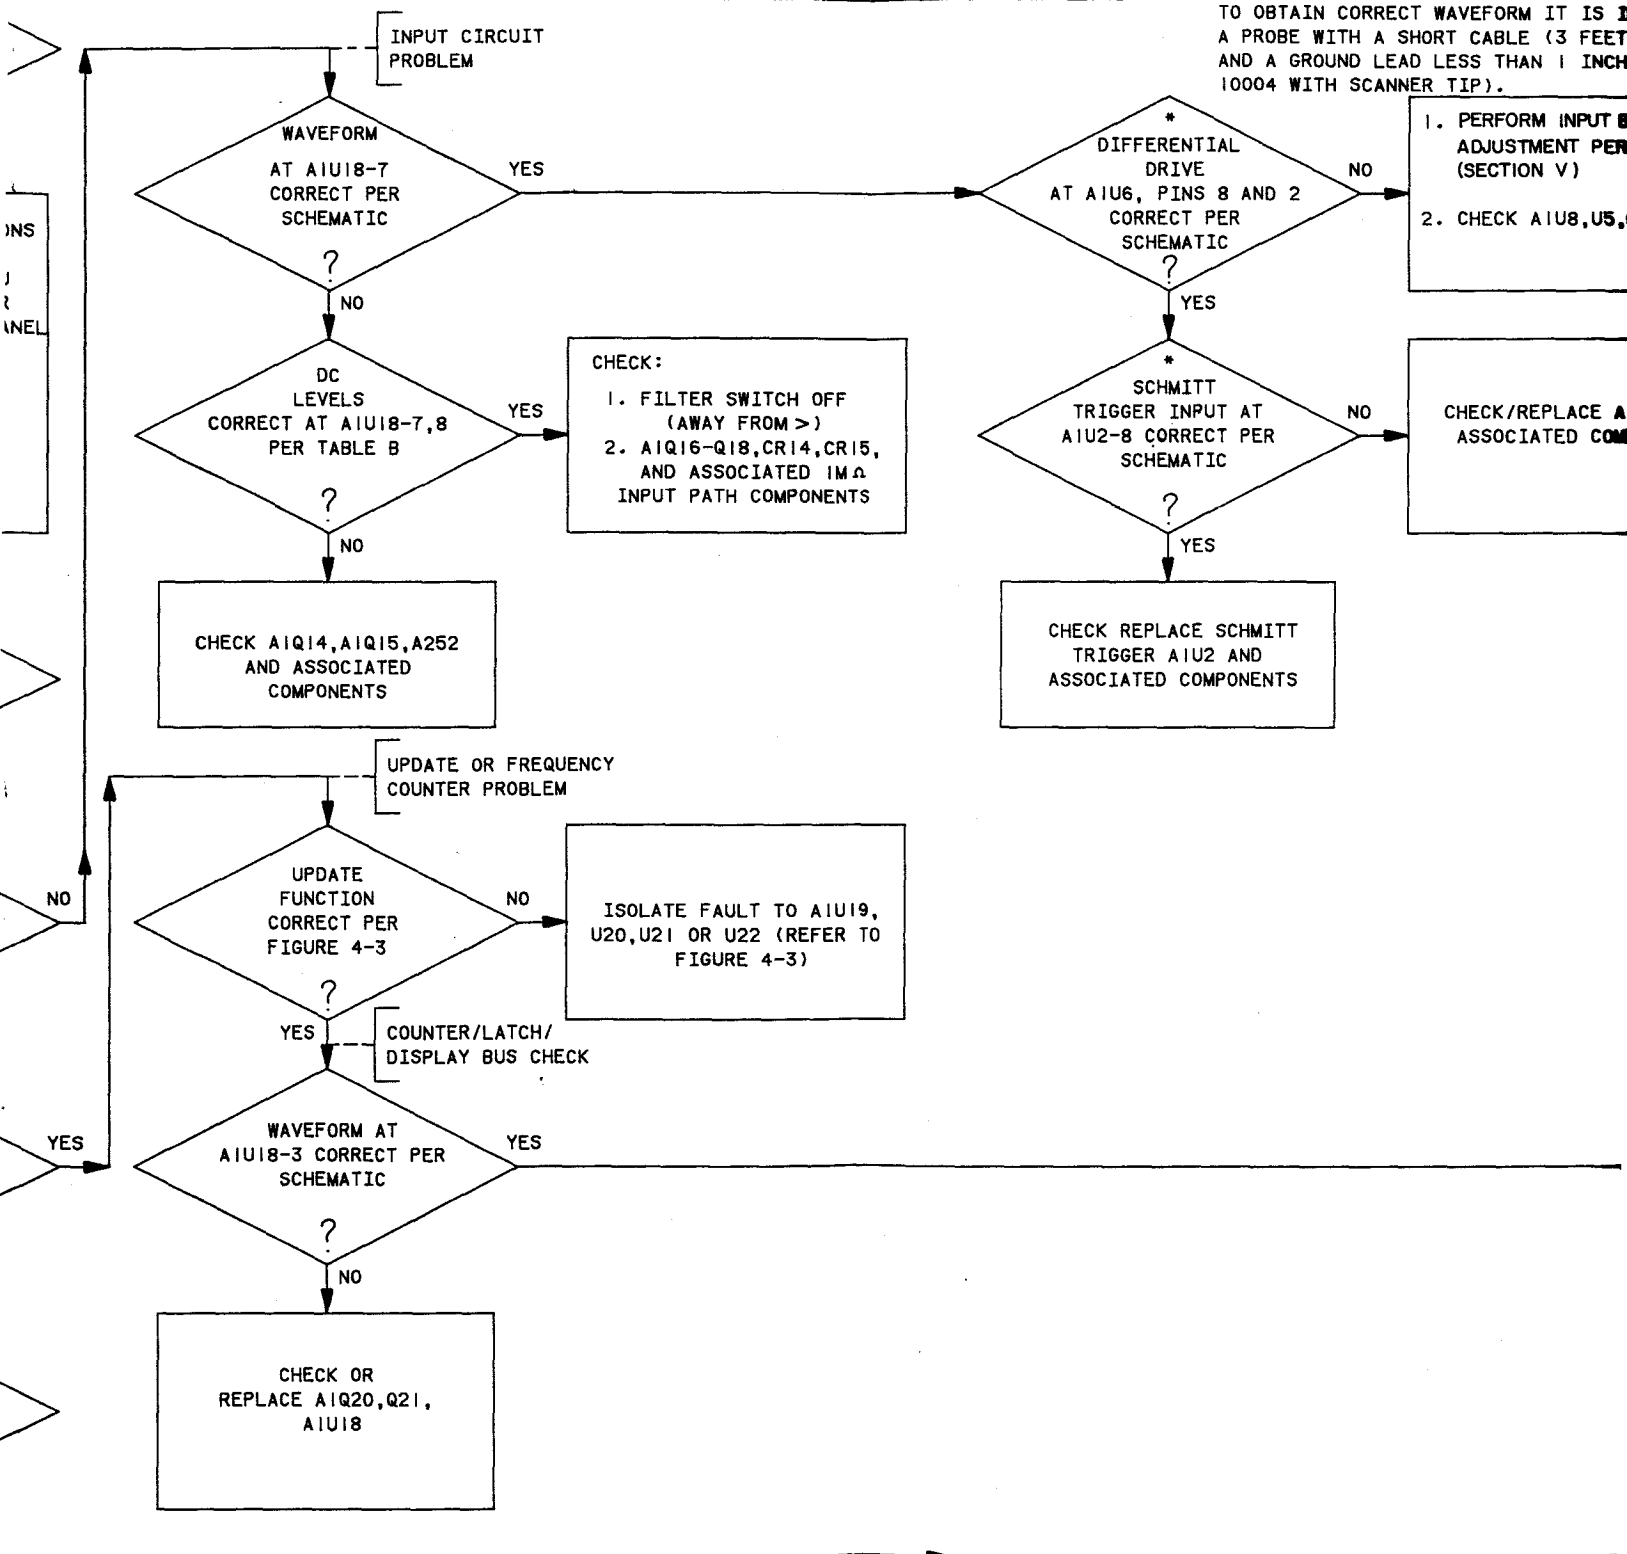 TO OBTAIN CORRECT WAVEFORM IT IS
A PROBE WITH A SHORT CABLE (3 FEET
AND A GROUND LEAD LESS THAN 1 INCH
10004 WITH SCANNER TIP).
INPUT CIRCUIT
PROBLEM
WAVEFORM
AT A1U18-7
CORRECT PER
SCHEMATIC
?
YES
NO
*
DIFFERENTIAL
DRIVE
AT A1U6, PINS 8 AND 2
CORRECT PER
SCHEMATIC
?
NO
YES
1. PERFORM INPUT
ADJUSTMENT PER
(SECTION V)
2. CHECK A1U8,U5,
ONS
R
ANEL
DC
LEVELS
CORRECT AT A1U18-7,8
PER TABLE B
?
YES
NO
CHECK:
1. FILTER SWITCH OFF
(AWAY FROM >)
2. A1Q16-Q18,CR14,CR15,
AND ASSOCIATED 1MΩ
INPUT PATH COMPONENTS
*
SCHMITT
TRIGGER INPUT AT
A1U2-8 CORRECT PER
SCHEMATIC
?
NO
YES
CHECK/REPLACE A
ASSOCIATED COM
CHECK A1Q14,A1Q15,A252
AND ASSOCIATED
COMPONENTS
CHECK REPLACE SCHMITT
TRIGGER A1U2 AND
ASSOCIATED COMPONENTS
UPDATE OR FREQUENCY
COUNTER PROBLEM
NO
UPDATE
FUNCTION
CORRECT PER
FIGURE 4-3
?
NO
YES
ISOLATE FAULT TO A1U19,
U20,U21 OR U22 (REFER TO
FIGURE 4-3)
COUNTER/LATCH/
DISPLAY BUS CHECK
YES
WAVEFORM AT
A1U18-3 CORRECT PER
SCHEMATIC
?
YES
NO
CHECK OR
REPLACE A1Q20,Q21,
A1U18